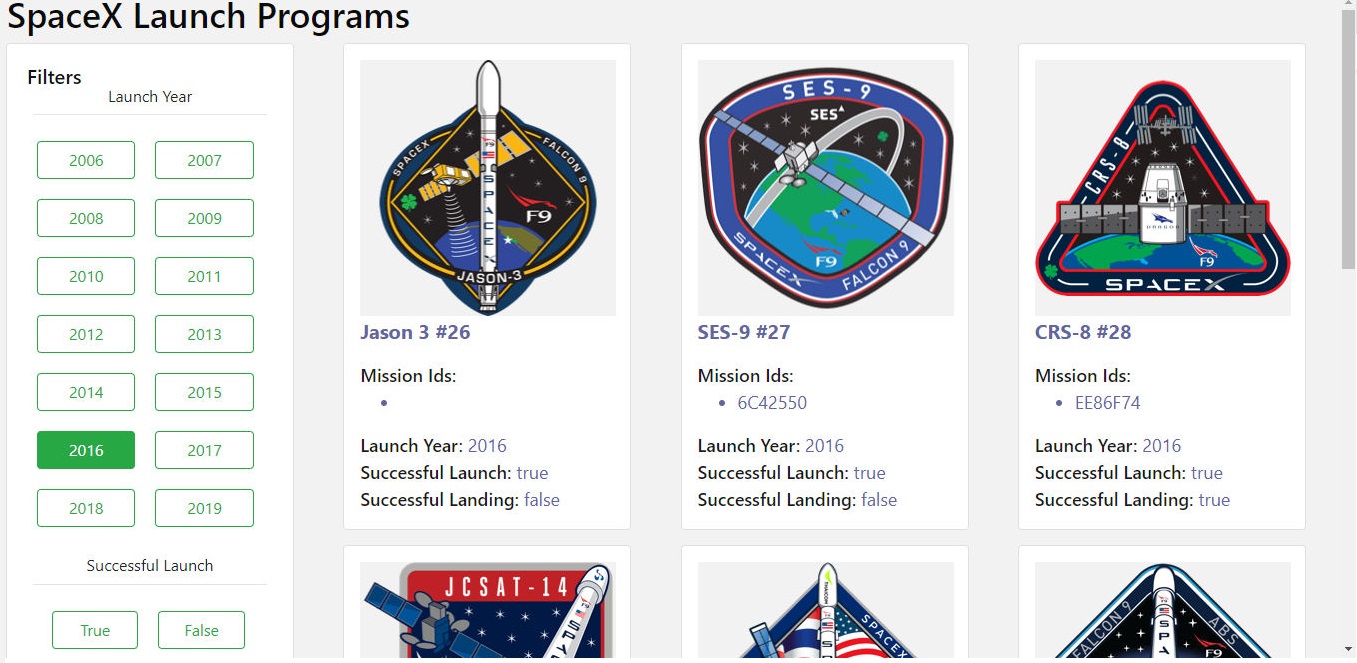 SpaceX Launch Programs
Filters
Launch Year
2006 2007
2008 2009
2010 2011
2012 2013
2014 2015
2016 2017
2018 2019
Successful Launch
True False
SPACEX
FALCON 9
SPACEX
F9
F9
JASON-3
Jason 3 #26
Mission Ids:
Launch Year: 2016
Successful Launch: true
Successful Landing: false
SES-9
SES
F9
SPACEX
FALCON 9
SES-9 #27
Mission Ids:
6C42550
Launch Year: 2016
Successful Launch: true
Successful Landing: false
CRS-8
DRAGON
F9
SPACEX
CRS-8 #28
Mission Ids:
EE86F74
Launch Year: 2016
Successful Launch: true
Successful Landing: true
JCSAT-14
THAICOM
SPACEX
FALCON 9
ABS
F9